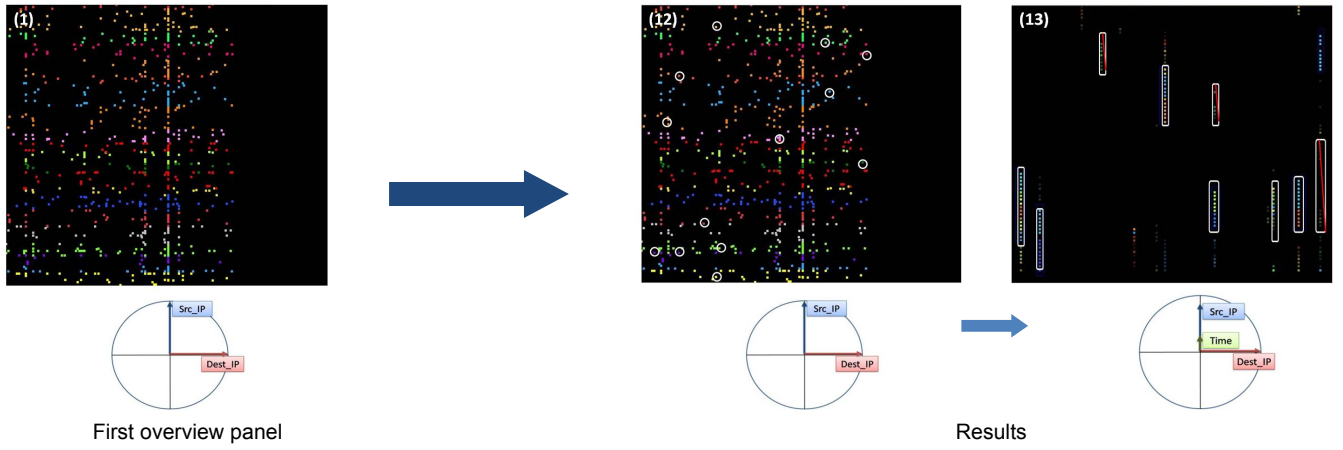 (1)
(12)
(13)
Src_IP
Dest_IP
Src_IP
Dest_IP
Src_IP
Time
Dest_IP
First overview panel
Results